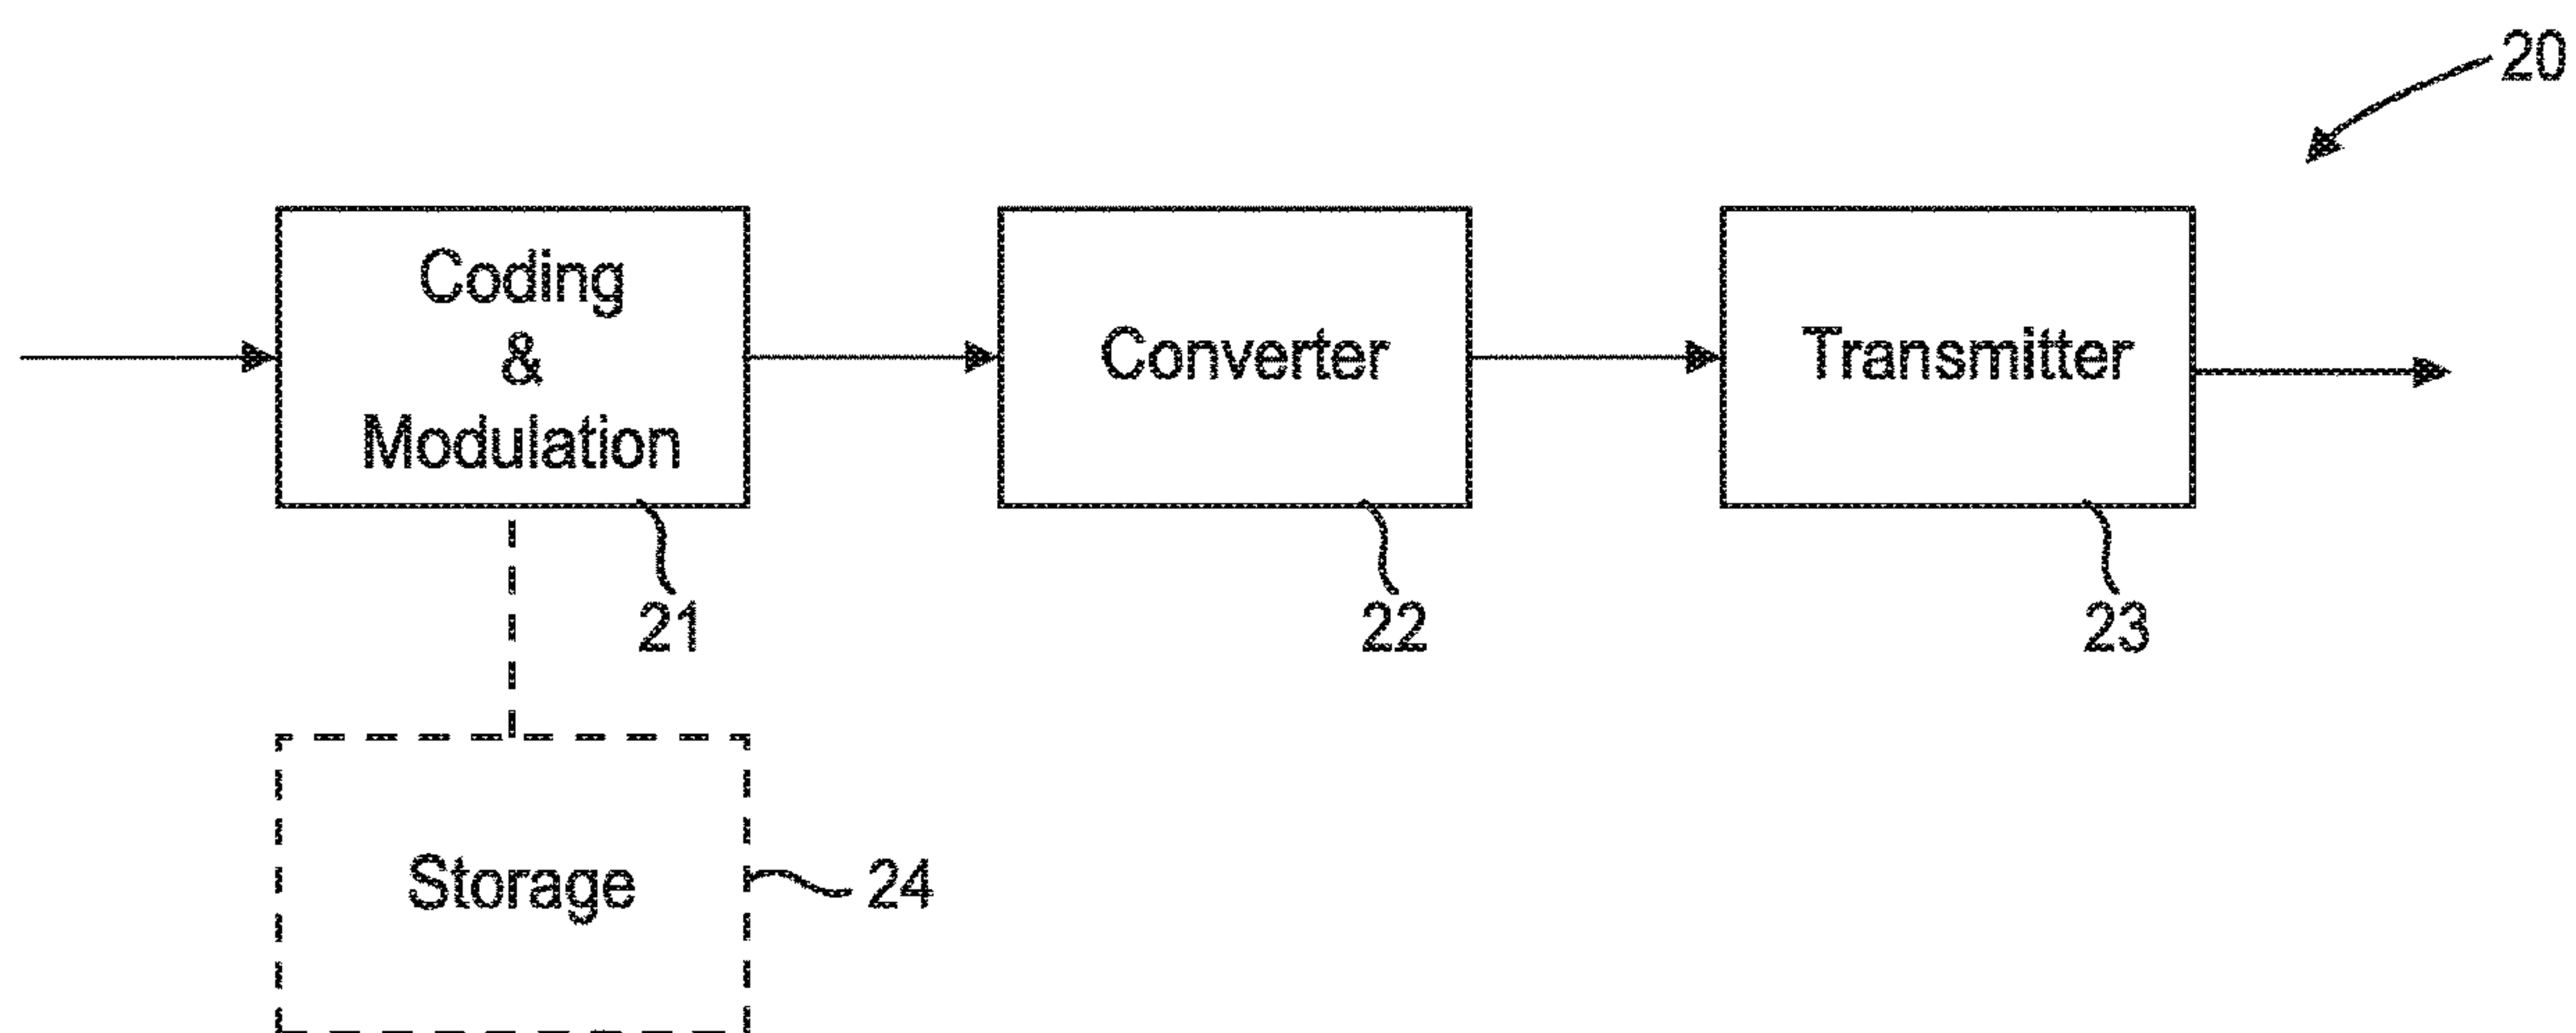 20
Coding
&
Modulation
Converter
Transmitter
21
22
23
Storage
24